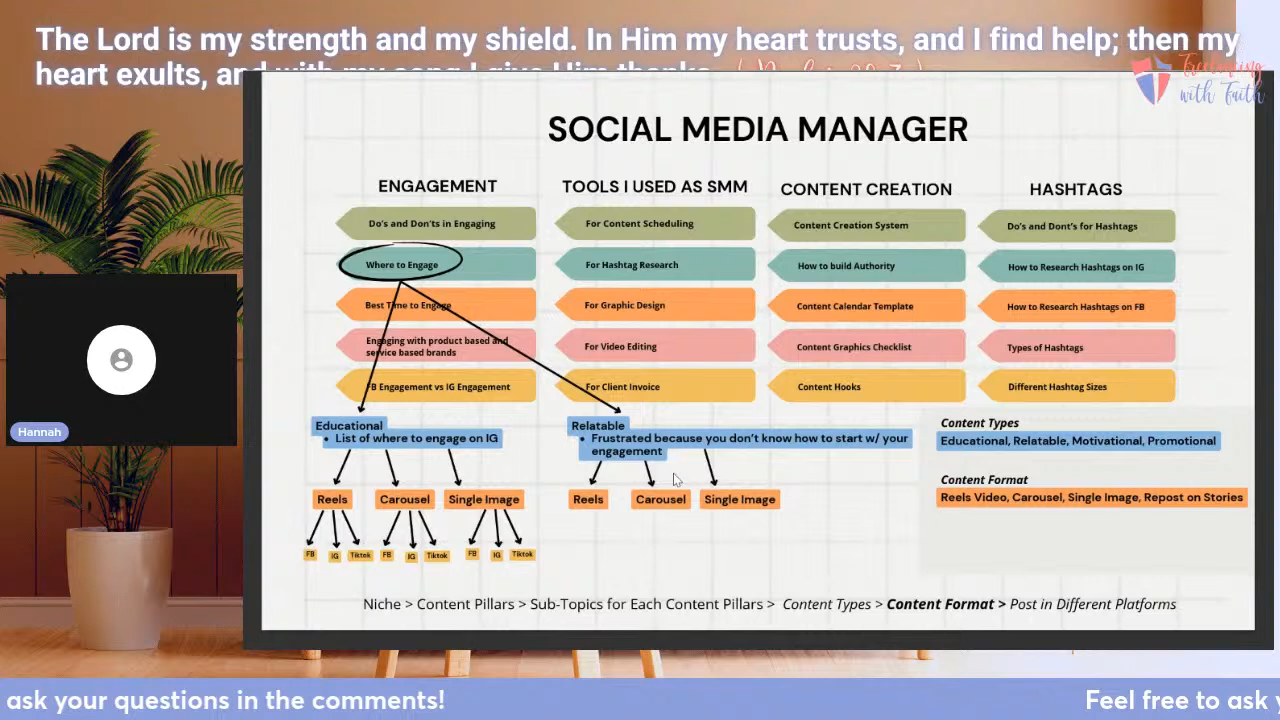 The Lord is my strength and my shield. In Him my heart trusts, and I find help; then my
heart exults, and with my song I give Him thanks.
Freelancing
with Faith
SOCIAL MEDIA MANAGER
ENGAGEMENT
Do's and Don'ts in Engaging
Where to Engage
Best Time to Engage
Engaging with product based and
service based brands
FB Engagement vs IG Engagement
TOOLS I USED AS SMM
For Content Scheduling
For Hashtag Research
For Graphic Design
For Video Editing
For Client Invoice
CONTENT CREATION
Content Creation System
How to build Authority
Content Calendar Template
Content Graphics Checklist
Content Hooks
HASHTAGS
Do's and Dont's for Hashtags
How to Research Hashtags on IG
How to Research Hashtags on FB
Types of Hashtags
Different Hashtag Sizes
Educational
• List of where to engage on IG
Reels Carousel Single Image
FB IG Tiktok FB IG Tiktok FB IG Tiktok
Relatable
• Frustrated because you don't know how to start w/ your
engagement
Reels Carousel Single Image
Content Types
Educational, Relatable, Motivational, Promotional
Content Format
Reels Video, Carousel, Single Image, Repost on Stories
Niche > Content Pillars > Sub-Topics for Each Content Pillars > Content Types > Content Format > Post in Different Platforms
Hannah
ask your questions in the comments!
Feel free to ask y